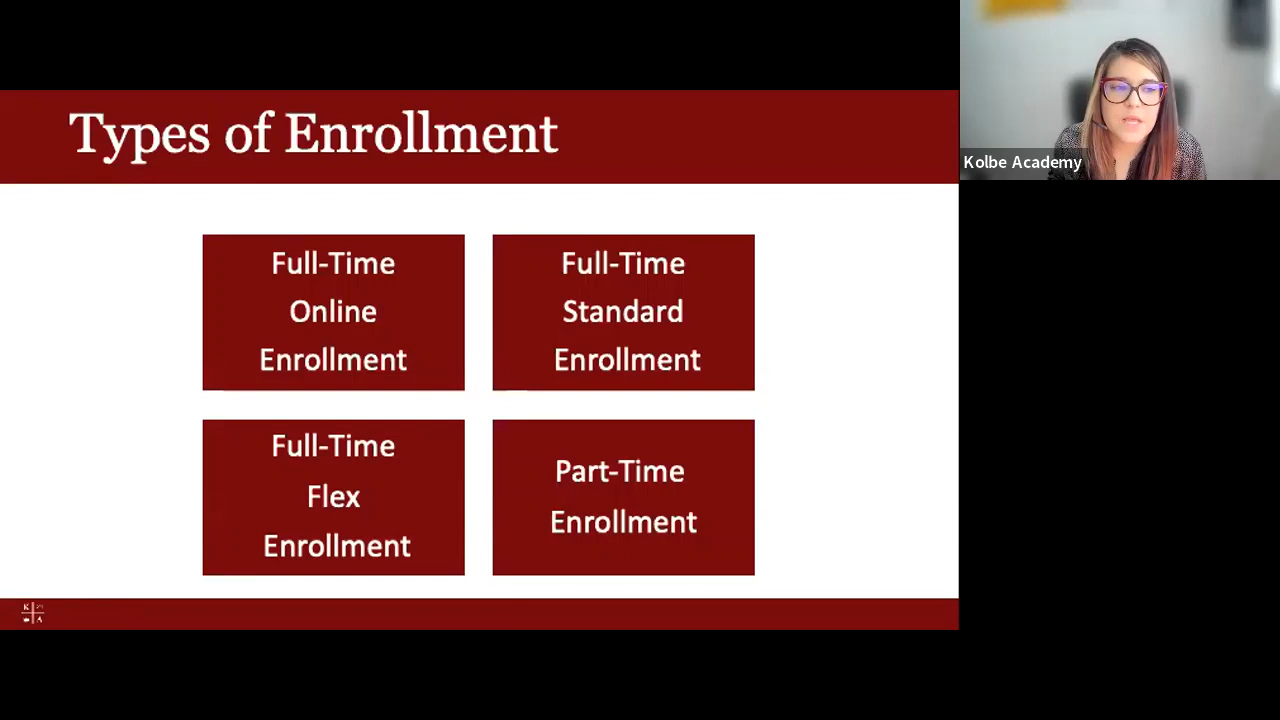 Types of Enrollment
Kolbe Academy
Full-Time
Online
Enrollment
Full-Time
Standard
Enrollment
Full-Time
Flex
Enrollment
Part-Time
Enrollment
K
A